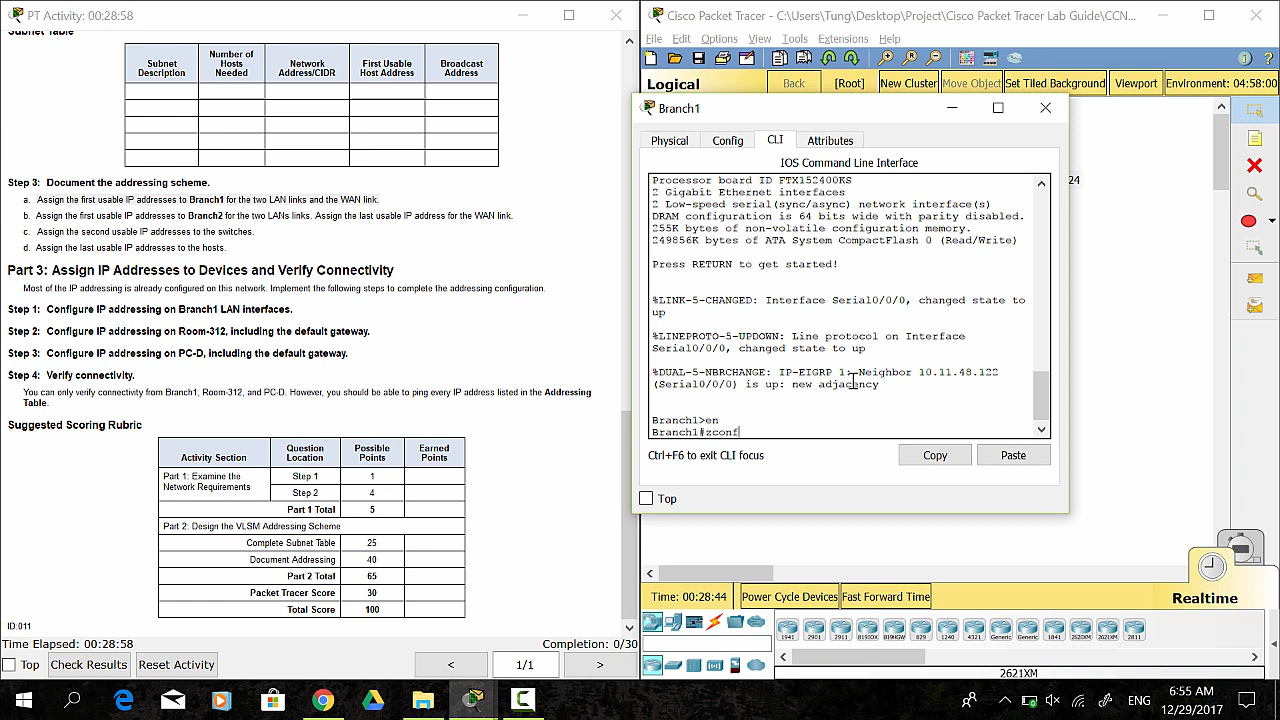 PT Activity: 00:28:58
Subnet Table
Subnet Description
Number of Hosts Needed
Network Address/CIDR
First Usable Host Address
Broadcast Address
Step 3: Document the addressing scheme.
a. Assign the first usable IP addresses to Branch1 for the two LAN links and the WAN link.
b. Assign the first usable IP addresses to Branch2 for the two LANs links. Assign the last usable IP address for the WAN link.
c. Assign the second usable IP addresses to the switches.
d. Assign the last usable IP addresses to the hosts.
Part 3: Assign IP Addresses to Devices and Verify Connectivity
Most of the IP addressing is already configured on this network. Implement the following steps to complete the addressing configuration.
Step 1: Configure IP addressing on Branch1 LAN interfaces.
Step 2: Configure IP addressing on Room-312, including the default gateway.
Step 3: Configure IP addressing on PC-D, including the default gateway.
Step 4: Verify connectivity.
You can only verify connectivity from Branch1, Room-312, and PC-D. However, you should be able to ping every IP address listed in the Addressing
Table.
Suggested Scoring Rubric
Activity Section
Question Location
Possible Points
Earned Points
Part 1: Examine the Network Requirements
Step 1 1
Step 2 4
Part 1 Total 5
Part 2: Design the VLSM Addressing Scheme
Complete Subnet Table 25
Document Addressing 40
Part 2 Total 65
Packet Tracer Score 30
Total Score 100
ID:011
Time Elapsed: 00:28:58 Completion: 0/30
Top Check Results Reset Activity < 1/1 >
Cisco Packet Tracer - C:\Users\Tung\Desktop\Project\Cisco Packet Tracer Lab Guide\CCN...
File Edit Options View Tools Extensions Help
Logical Back [Root] New Cluster Move Object Set Tiled Background Viewport Environment: 04:58:00
24
Branch1
Physical Config CLI Attributes
IOS Command Line Interface
Processor board ID FTX152400KS
2 Gigabit Ethernet interfaces
2 Low-speed serial(sync/async) network interface(s)
DRAM configuration is 64 bits wide with parity disabled.
255K bytes of non-volatile configuration memory.
249856K bytes of ATA System CompactFlash 0 (Read/Write)
Press RETURN to get started!
%LINK-5-CHANGED: Interface Serial0/0/0, changed state to
up
%LINEPROTO-5-UPDOWN: Line protocol on Interface
Serial0/0/0, changed state to up
%DUAL-5-NBRCHANGE: IP-EIGRP 1: Neighbor 10.11.48.122
(Serial0/0/0) is up: new adjacency
Branch1>en
Branch1#zconf
Ctrl+F6 to exit CLI focus Copy Paste
Top
Time: 00:28:44 Power Cycle Devices Fast Forward Time Realtime
1941 2901 2911 819IOX 819HGW 829 1240 4321 Generic Generic 1841 2620XM 2621XM 2811
2621XM
ENG
6:55 AM
12/29/2017